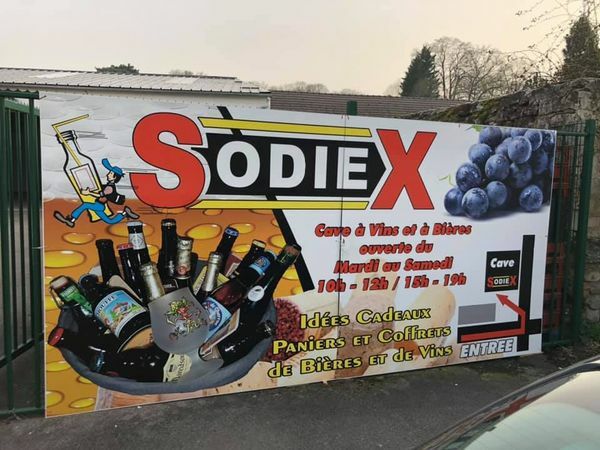 SODIEX
Cave à Vins et à Bières
ouverte du
Mardi au Samedi
10h - 12h / 15h - 19h
Cave
SODIEX
ENTREE
Idées Cadeaux
Paniers et Coffrets
de Bières et de Vins